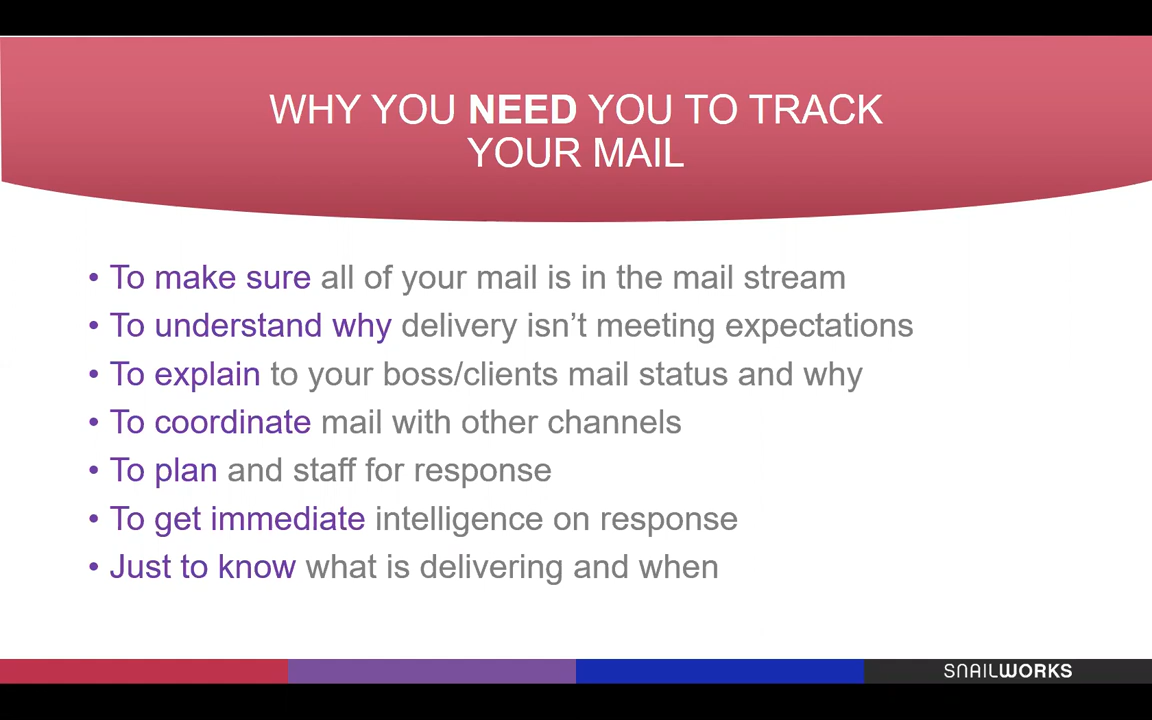 WHY YOU NEED YOU TO TRACK
YOUR MAIL
• To make sure all of your mail is in the mail stream
• To understand why delivery isn’t meeting expectations
• To explain to your boss/clients mail status and why
• To coordinate mail with other channels
• To plan and staff for response
• To get immediate intelligence on response
• Just to know what is delivering and when
SNAILWORKS